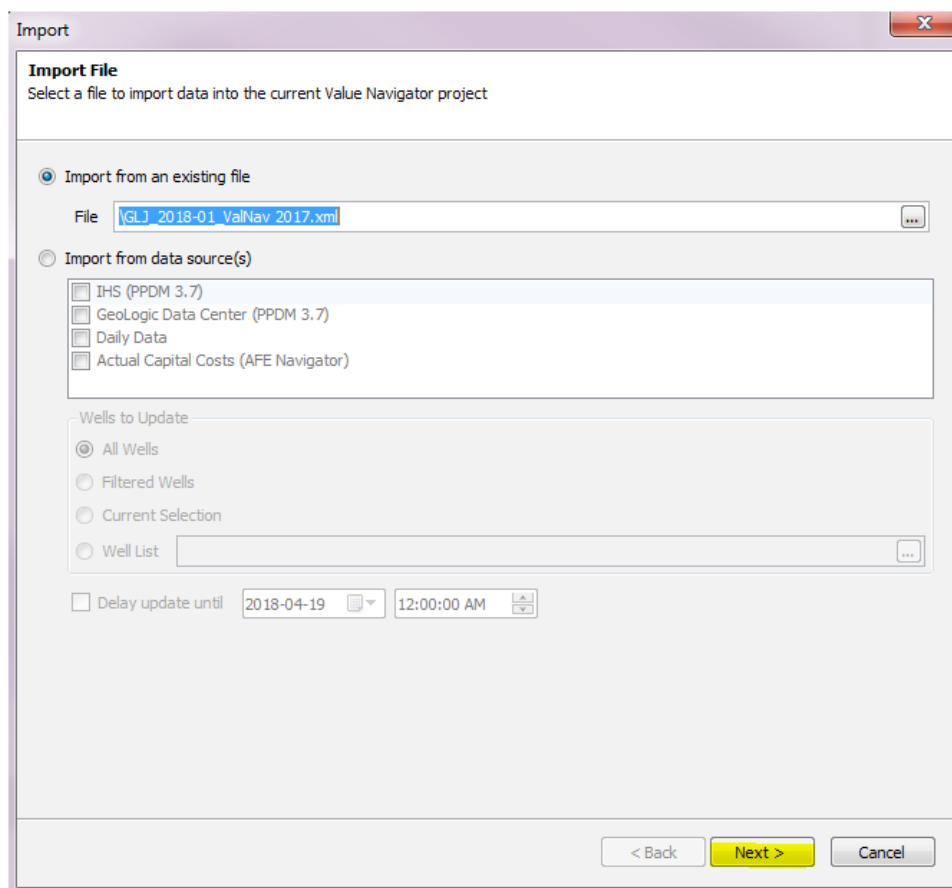 Import
Import File
Select a file to import data into the current Value Navigator project
Import from an existing file
File \GLJ_2018-01_ValNav 2017.xml ...
Import from data source(s)
IHS (PPDM 3.7)
GeoLogic Data Center (PPDM 3.7)
Daily Data
Actual Capital Costs (AFE Navigator)
Wells to Update
All Wells
Filtered Wells
Current Selection
Well List ...
Delay update until 2018-04-19 12:00:00 AM
< Back Next > Cancel